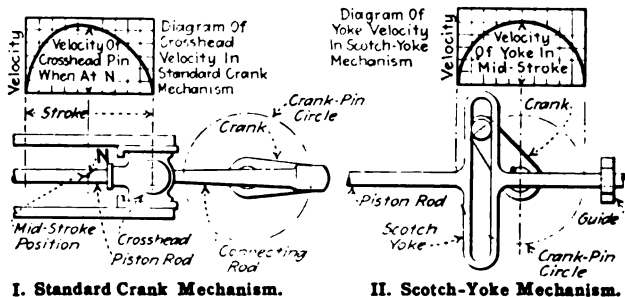 Velocity
Velocity Of
Crosshead Pin
When At N
Diagram Of
Crosshead
Velocity In
Standard Crank
Mechanism
Stroke
Crank-Pin
Circle
Crank
N
Mid-Stroke
Position
Crosshead
Piston Rod
Connecting
Rod
I. Standard Crank Mechanism.
Diagram Of
Yoke Velocity
In Scotch-Yoke
Mechanism
Velocity
Velocity
Of Yoke In
Mid-Stroke
Crank
Piston Rod
Scotch
Yoke
Guide
Crank-Pin
Circle
II. Scotch-Yoke Mechanism.